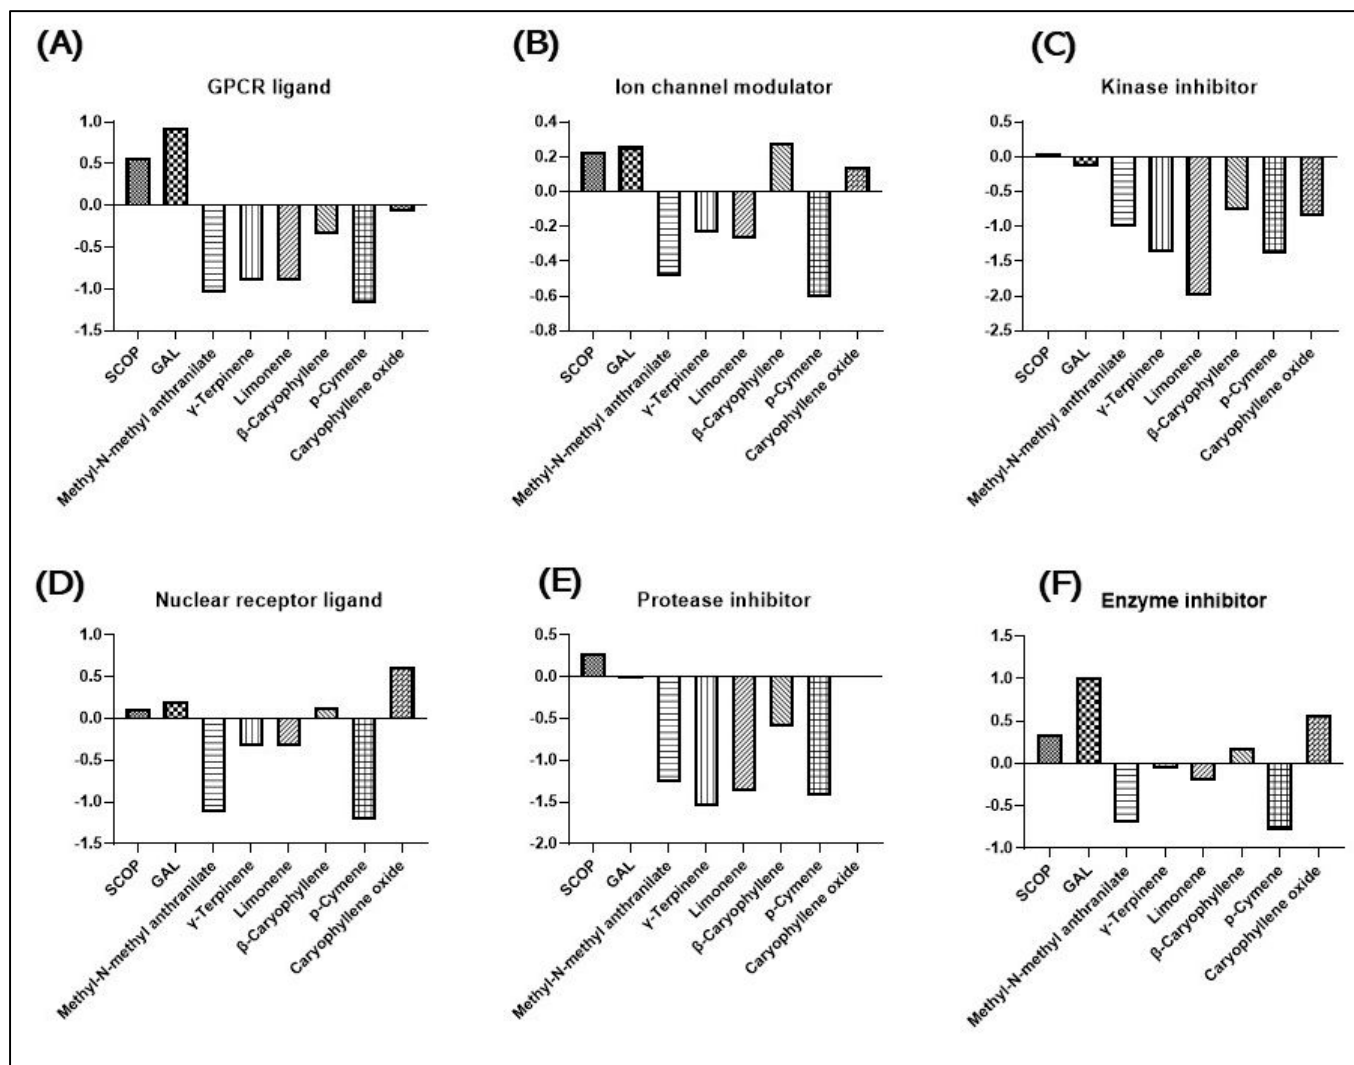 (A)
GPCR ligand
1.0
0.5
0.0
-0.5
-1.0
-1.5
SCOP
GAL
Methyl-N-methyl anthranilate
γ-Terpinene
Limonene
β-Caryophyllene
p-Cymene
Caryophyllene oxide
(B)
Ion channel modulator
0.4
0.2
0.0
-0.2
-0.4
-0.6
-0.8
SCOP
GAL
Methyl-N-methyl anthranilate
γ-Terpinene
Limonene
β-Caryophyllene
p-Cymene
Caryophyllene oxide
(C)
Kinase inhibitor
0.5
0.0
-0.5
-1.0
-1.5
-2.0
-2.5
SCOP
GAL
Methyl-N-methyl anthranilate
γ-Terpinene
Limonene
β-Caryophyllene
p-Cymene
Caryophyllene oxide
(D)
Nuclear receptor ligand
1.0
0.5
0.0
-0.5
-1.0
-1.5
SCOP
GAL
Methyl-N-methyl anthranilate
γ-Terpinene
Limonene
β-Caryophyllene
p-Cymene
Caryophyllene oxide
(E)
Protease inhibitor
0.5
0.0
-0.5
-1.0
-1.5
-2.0
SCOP
GAL
Methyl-N-methyl anthranilate
γ-Terpinene
Limonene
β-Caryophyllene
p-Cymene
Caryophyllene oxide
(F)
Enzyme inhibitor
1.5
1.0
0.5
0.0
-0.5
-1.0
SCOP
GAL
Methyl-N-methyl anthranilate
γ-Terpinene
Limonene
β-Caryophyllene
p-Cymene
Caryophyllene oxide